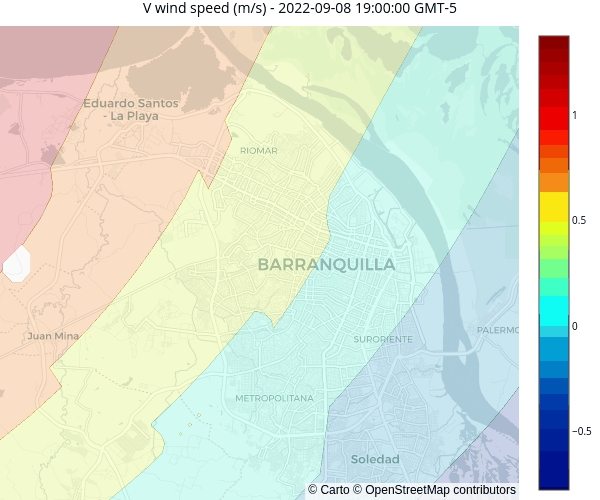 V wind speed (m/s) - 2022-09-08 19:00:00 GMT-5
Eduardo Santos
- La Playa
RIOMAR
BARRANQUILLA
Juan Mina
SURORIENTE
PALERMO
METROPOLITANA
Soledad
© Carto © OpenStreetMap contributors
1
0.5
0
−0.5